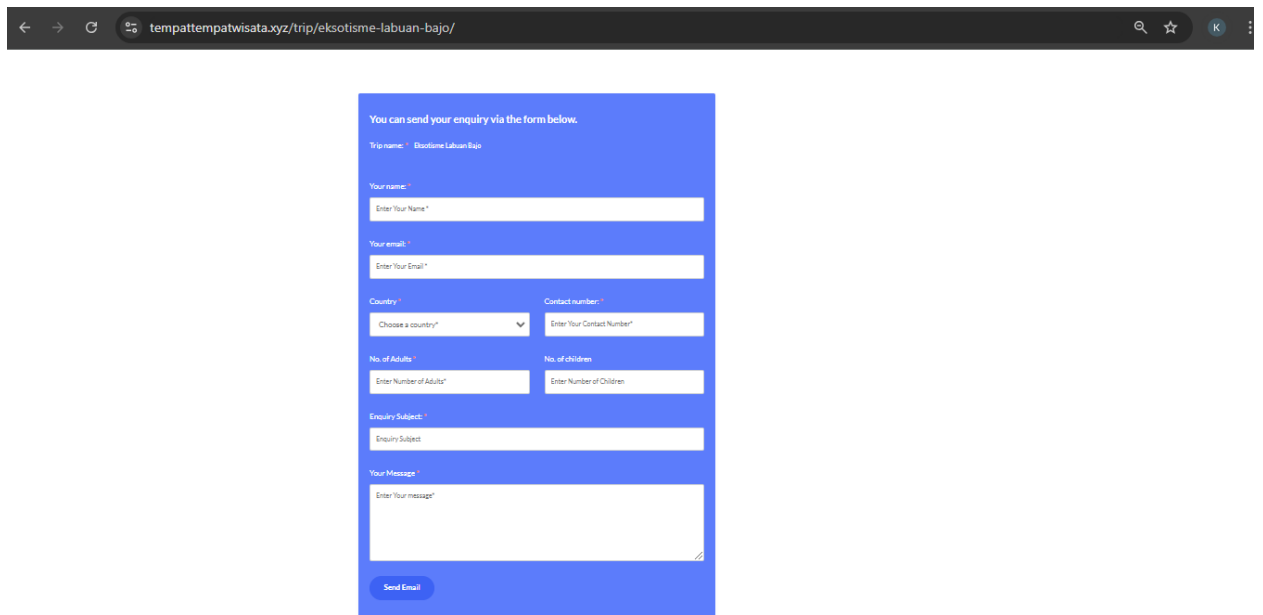 tempattempatwisata.xyz/trip/eksotisme-labuan-bajo/
K
You can send your enquiry via the form below.
Trip name: * Eksotisme Labuan Bajo
Your name: *
Enter Your Name *
Your email: *
Enter Your Email *
Country * Contact number: *
Choose a country* Enter Your Contact Number*
No. of Adults * No. of children
Enter Number of Adults* Enter Number of Children
Enquiry Subject: *
Enquiry Subject
Your Message *
Enter Your message*
Send Email